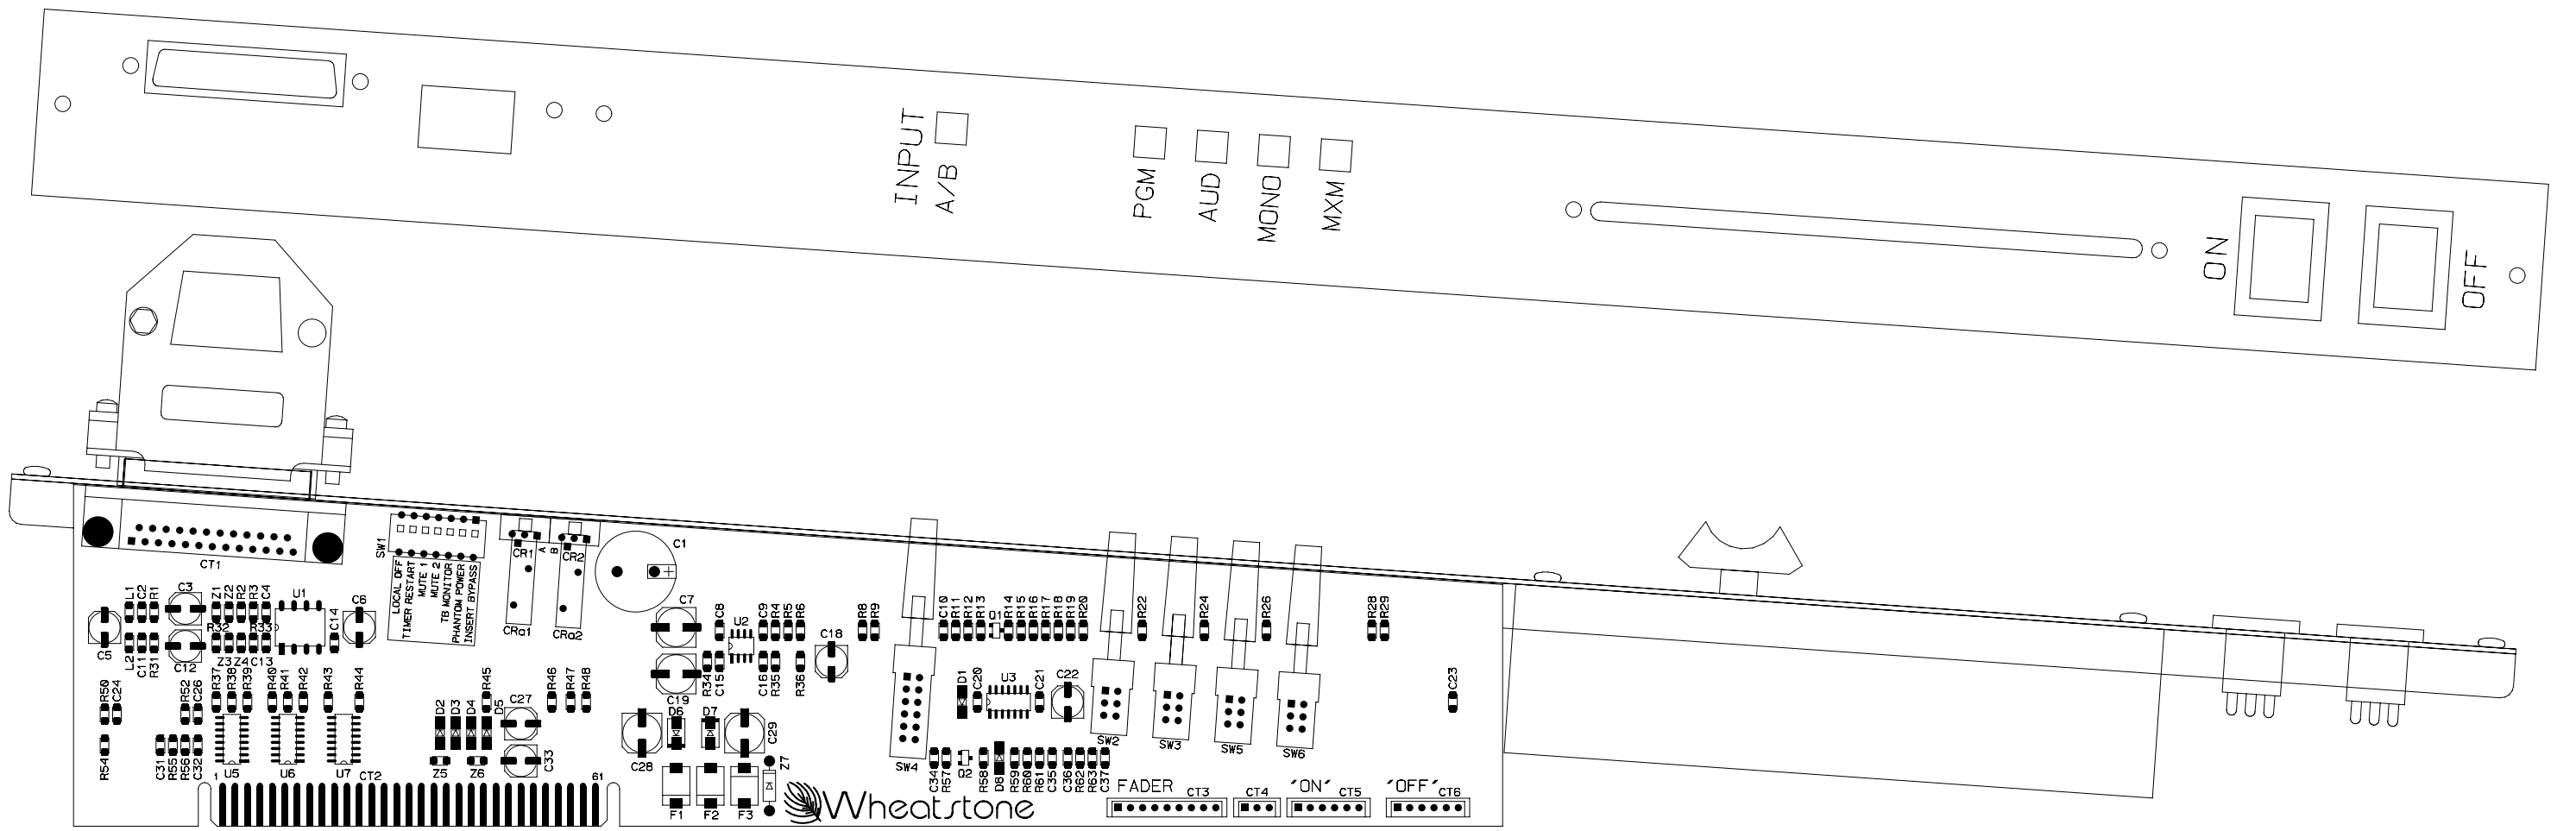 INPUT
A/B
PGM
AUD
MONO
MXM
ON
OFF
CT1
SW1
LOCAL OFF
TIMER RESTART
MUTE 1
MUTE 2
TB MONITOR
PHANTOM POWER
INSERT BYPASS
CR1
A
B
CR2
CRa1
CRa2
C1
C5
L1
C2
R1
C3
Z1
Z2
R2
R3
C4
U1
C14
C6
L2
C11
R31
C12
R32
Z3
Z4
R33
C13
C7
C8
U2
C9
R4
R5
R6
C18
R8
R9
C10
R11
R12
R13
Q1
R14
R15
R16
R17
R18
R19
R20
R22
R24
R26
R28
R29
R34
C15
C16
R35
R36
C19
R50
C24
R52
C26
R37
R38
R39
R40
R41
R42
R43
R44
D2
D3
D4
R45
D5
C27
R46
R47
R48
D6
D7
C28
C29
Z7
D1
C20
U3
C21
C22
C23
R54
C31
R55
R56
C32
U5
U6
U7
1
CT2
61
Z5
Z6
C33
F1
F2
F3
SW4
SW2
SW3
SW5
SW6
C34
R57
Q2
R58
D8
R59
R60
R61
C35
C36
R62
R63
C37
Wheatstone
FADER
CT3
CT4
"ON"
CT5
"OFF"
CT6